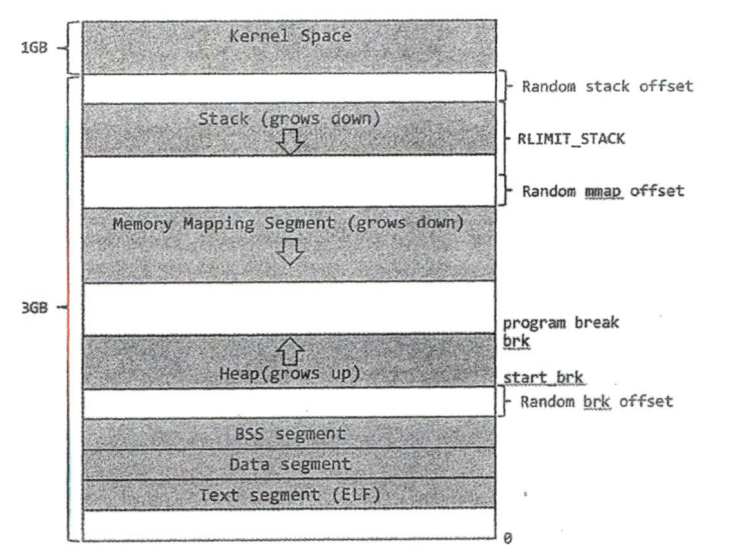 1GB
Kernel Space
Random stack offset
Stack (grows down)
RLIMIT_STACK
Random mmap offset
Memory Mapping Segment (grows down)
3GB
program break
brk
Heap(grows up)
start_brk
Random brk offset
BSS segment
Data segment
Text segment (ELF)
0